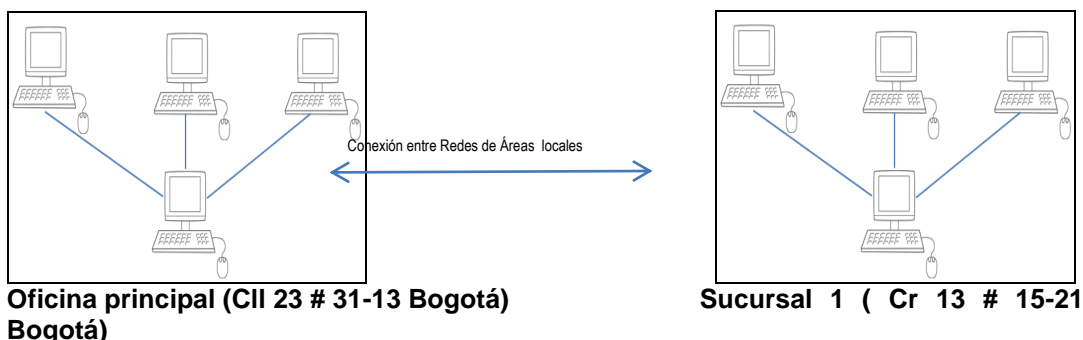 Conexión entre Redes de Áreas locales
Oficina principal (Cll 23 # 31-13 Bogotá) Sucursal 1 ( Cr 13 # 15-21
Bogotá)